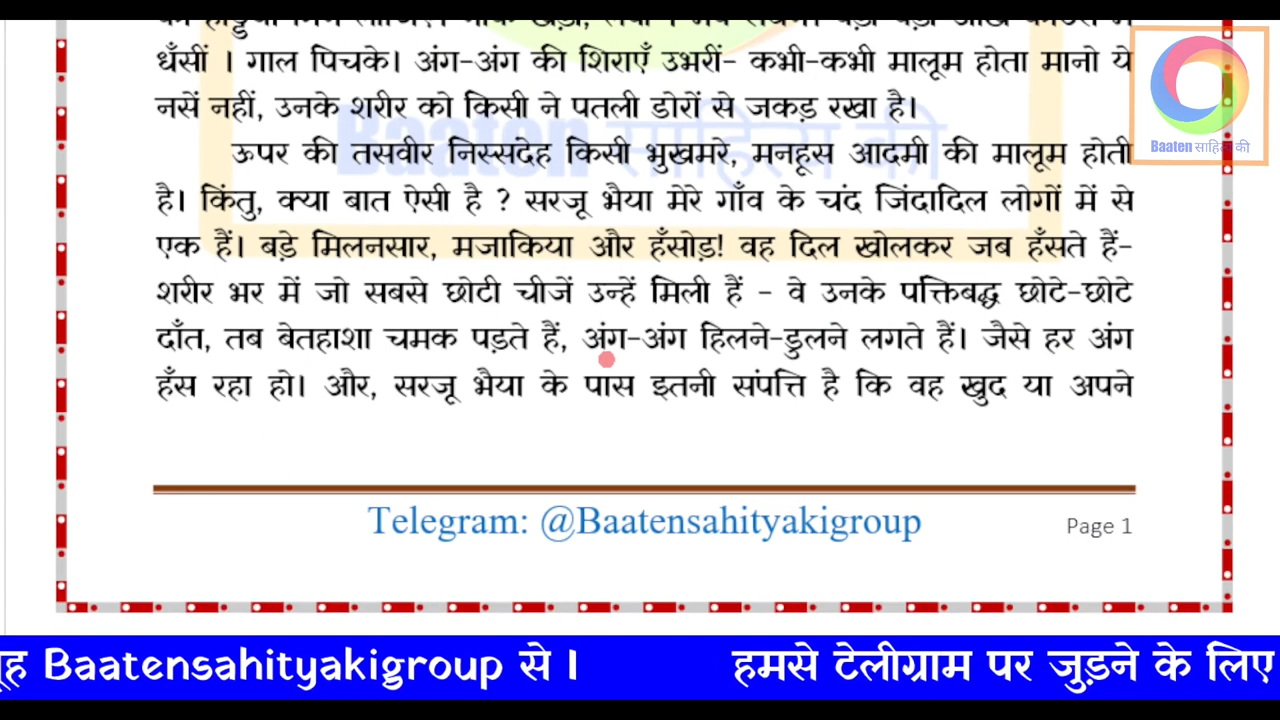 धँसीं । गाल पिचके। अंग-अंग की शिराएँ उभरीं- कभी-कभी मालूम होता मानो ये
नसें नहीं, उनके शरीर को किसी ने पतली डोरों से जकड़ रखा है।
ऊपर की तसवीर निस्संदेह किसी भुखमरे, मनहूस आदमी की मालूम होती
है। किंतु, क्या बात ऐसी है ? सरजू भैया मेरे गाँव के चंद जिंदादिल लोगों में से
एक हैं। बड़े मिलनसार, मजाकिया और हँसोड़! वह दिल खोलकर जब हँसते हैं-
शरीर भर में जो सबसे छोटी चीजें उन्हें मिली हैं - वे उनके पक्तिबद्ध छोटे-छोटे
दाँत, तब बेतहाशा चमक पड़ते हैं, अंग-अंग हिलने-डुलने लगते हैं। जैसे हर अंग
हँस रहा हो। और, सरजू भैया के पास इतनी संपत्ति है कि वह खुद या अपने
Baaten साहित्य की
Baaten साहित्य की
Telegram: @Baatensahityakigroup
Page 1
Baatensahityakigroup से । हमसे टेलीग्राम पर जुड़ने के लिए